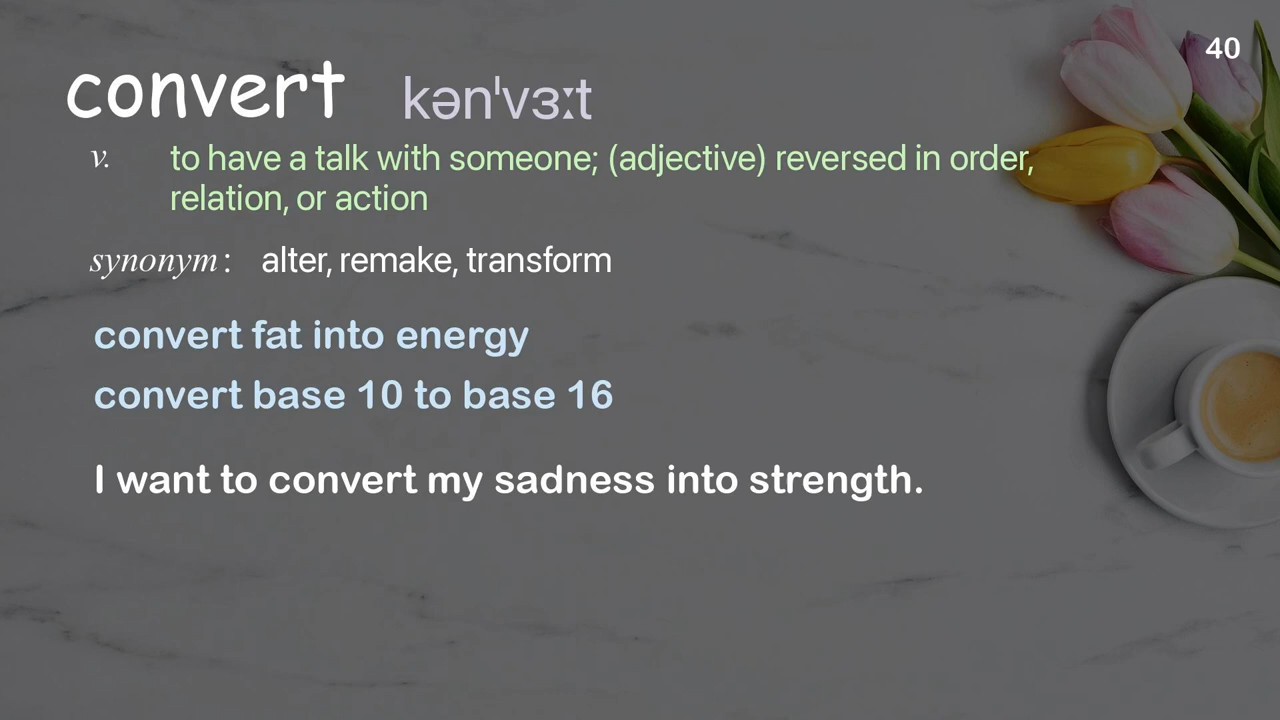 40
convert kən'vɜːt
v. to have a talk with someone; (adjective) reversed in order,
relation, or action
synonym : alter, remake, transform
convert fat into energy
convert base 10 to base 16
I want to convert my sadness into strength.